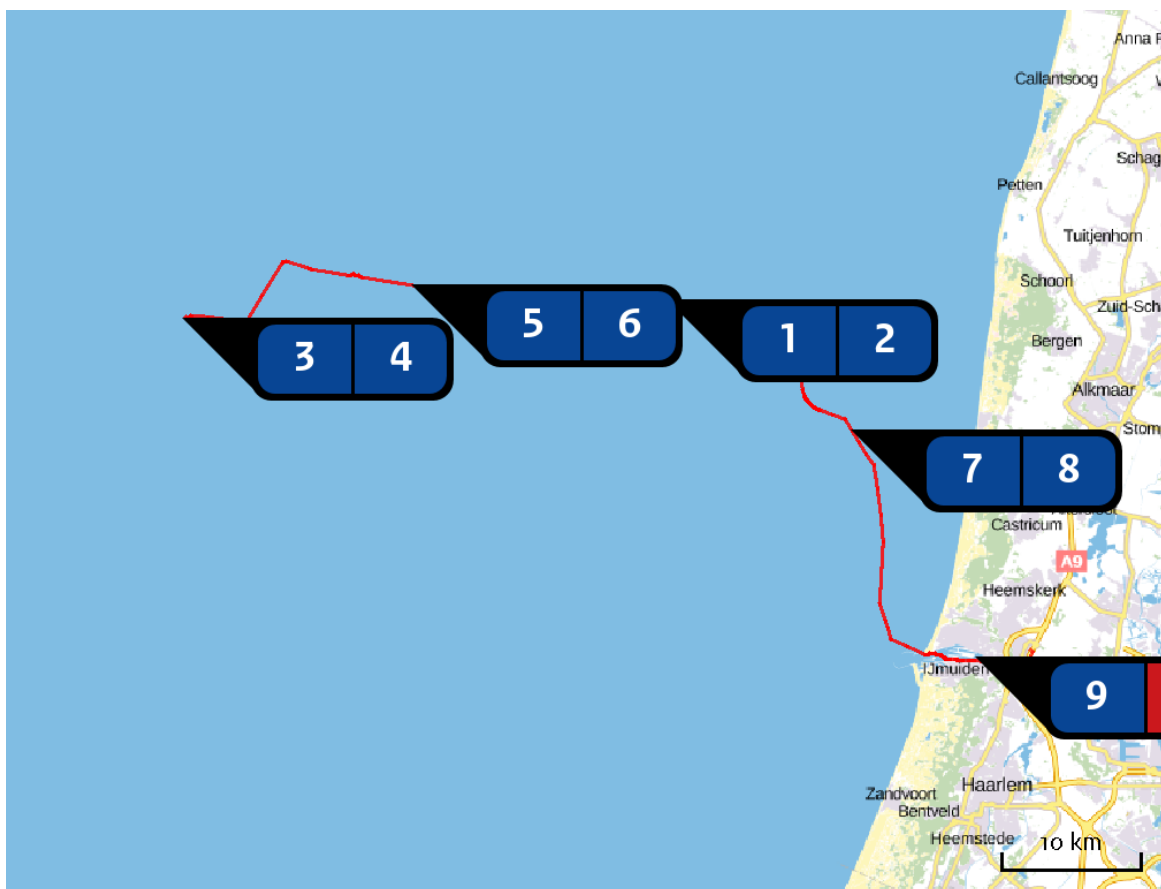 Anna P
Callantsoog
Schag
Petten
Tuitjenhorn
Schoorl
Zuid-Sch
5 6
1 2
3 4
Bergen
Alkmaar
Stom
7 8
Castricum
A9
Heemskerk
IJmuiden
9
Haarlem
Zandvoort
Bentveld
Heemstede
10 km